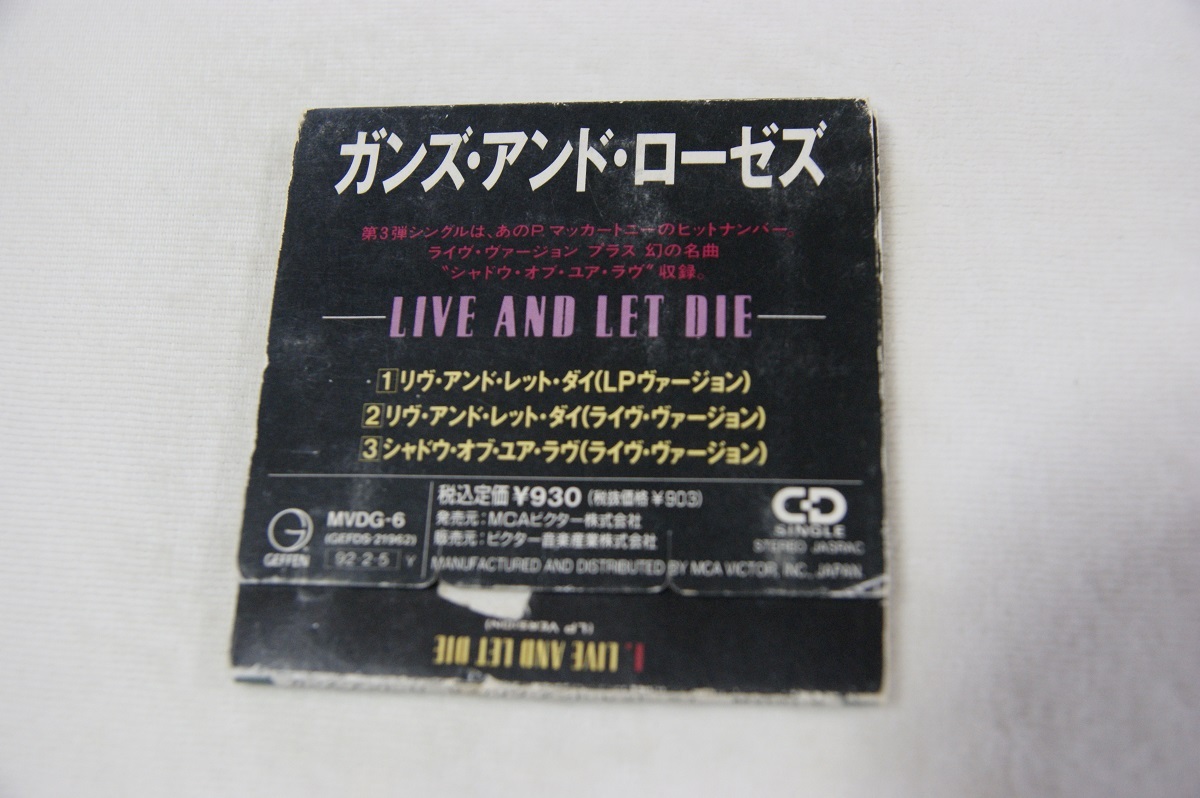 ガンズ・アンド・ローゼズ
第3弾シングルは、あのP.マッカートニーのヒットナンバー。
ライヴ・ヴァージョン プラス 幻の名曲
"シャドウ・オブ・ユア・ラヴ"収録。
LIVE AND LET DIE
1 リヴ・アンド・レット・ダイ(LPヴァージョン)
2 リヴ・アンド・レット・ダイ(ライヴ・ヴァージョン)
3 シャドウ・オブ・ユア・ラヴ(ライヴ・ヴァージョン)
GEFFEN
MVDG-6
(GEFDS-21962)
92・2・5 Y
税込定価¥930 (税抜価格¥903)
発売元:MCAビクター株式会社
販売元:ビクター音楽産業株式会社
MANUFACTURED AND DISTRIBUTED BY MCA VICTOR, INC., JAPAN.
CD
SINGLE
STEREO JASRAC
1. LIVE AND LET DIE
(LP VERSION)